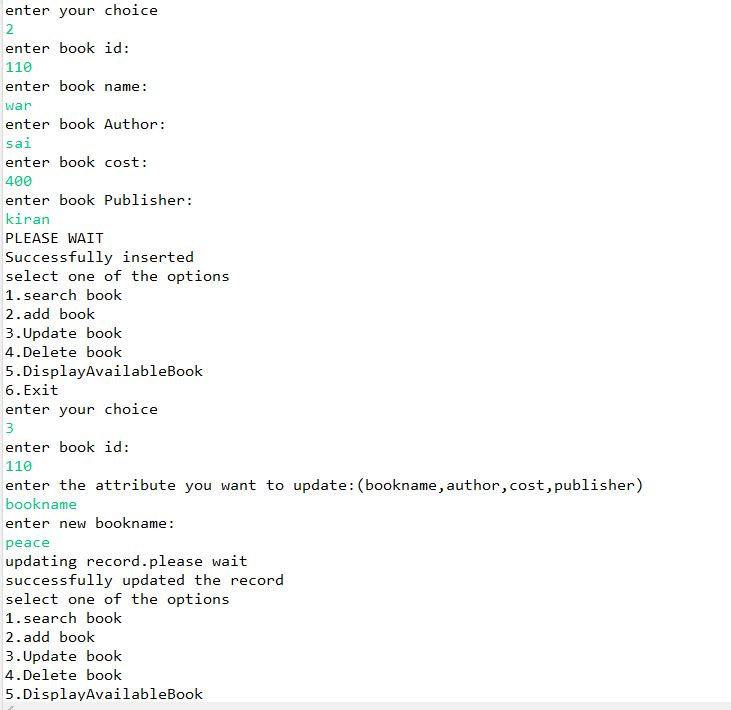 enter your choice
2
enter book id:
110
enter book name:
war
enter book Author:
sai
enter book cost:
400
enter book Publisher:
kiran
PLEASE WAIT
Successfully inserted
select one of the options
1.search book
2.add book
3.Update book
4.Delete book
5.DisplayAvailableBook
6.Exit
enter your choice
3
enter book id:
110
enter the attribute you want to update:(bookname,author,cost,publisher)
bookname
enter new bookname:
peace
updating record.please wait
successfully updated the record
select one of the options
1.search book
2.add book
3.Update book
4.Delete book
5.DisplayAvailableBook